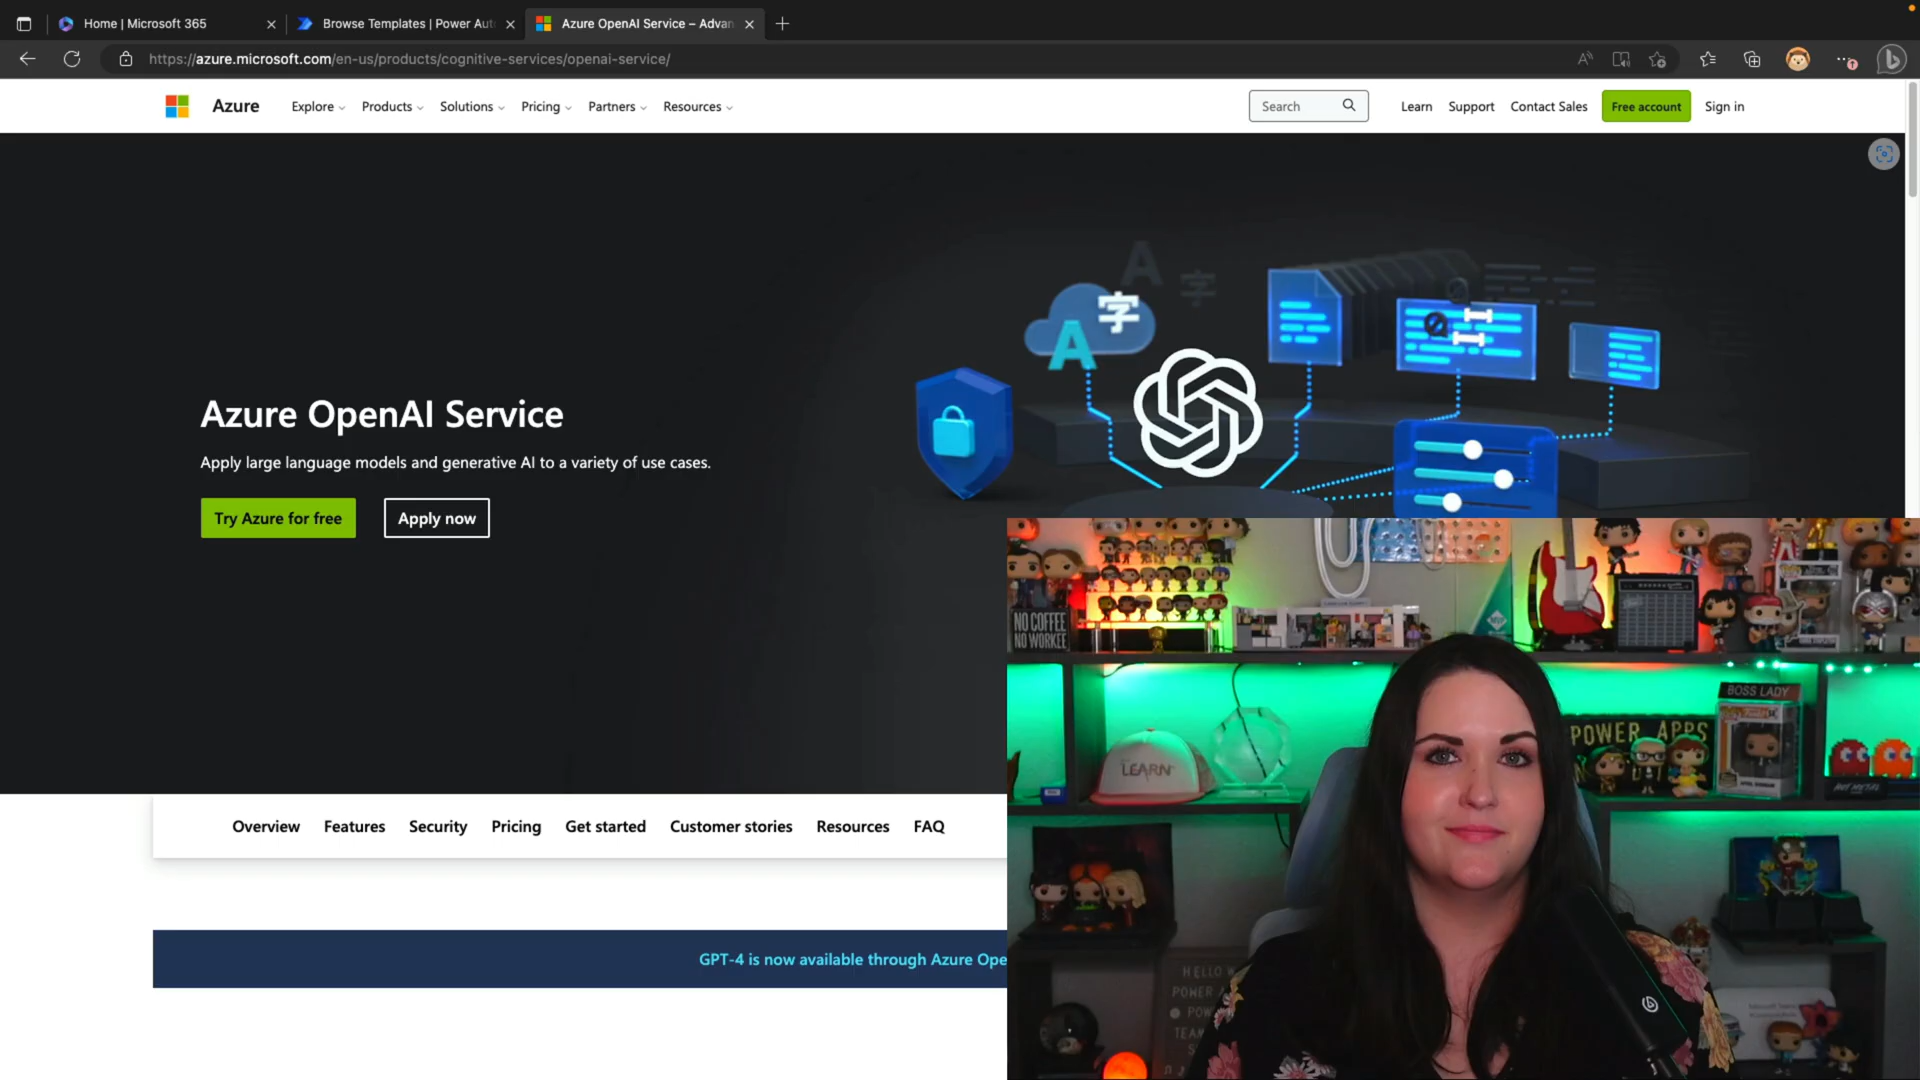 Home | Microsoft 365
Browse Templates | Power Aut
Azure OpenAI Service – Advan
https://azure.microsoft.com/en-us/products/cognitive-services/openai-service/
Azure
Explore
Products
Solutions
Pricing
Partners
Resources
Search
Learn
Support
Contact Sales
Free account
Sign in
A 字
A 字
Azure OpenAI Service
Apply large language models and generative AI to a variety of use cases.
Try Azure for free
Apply now
NO COFFEE
NO WORKEE
BOSS LADY
POWER APPS
LEARN
Overview
Features
Security
Pricing
Get started
Customer stories
Resources
FAQ
GPT-4 is now available through Azure Ope
HELLO
POWER